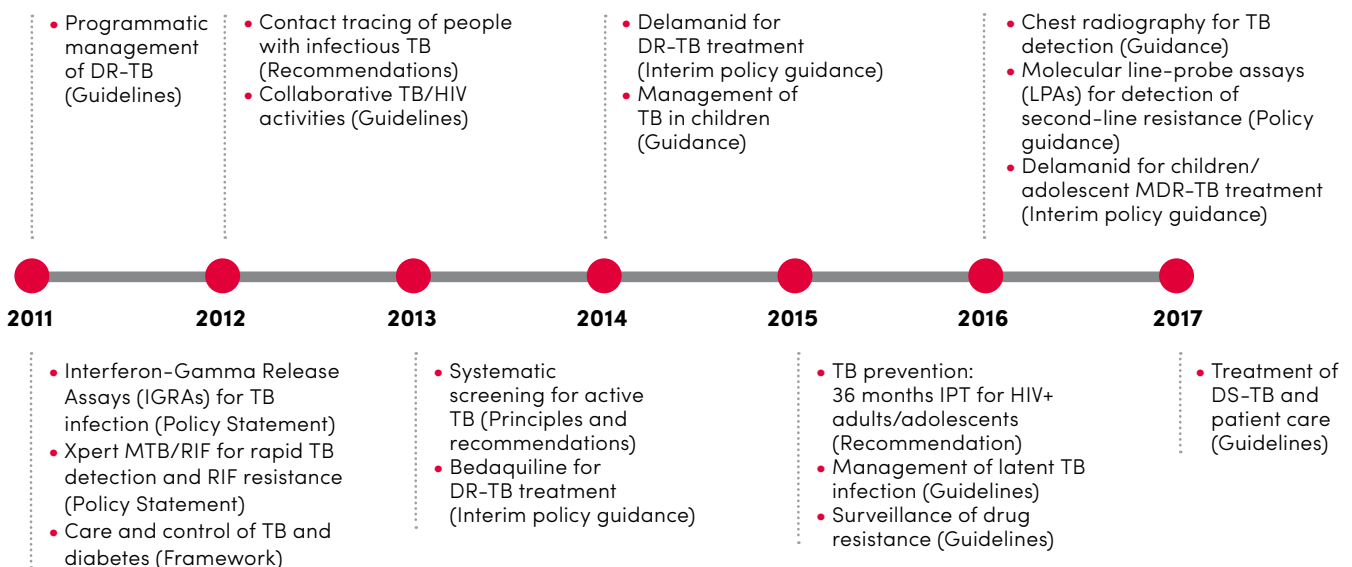 • Programmatic
management
of DR-TB
(Guidelines)
• Contact tracing of people
with infectious TB
(Recommendations)
• Collaborative TB/HIV
activities (Guidelines)
• Delamanid for
DR-TB treatment
(Interim policy guidance)
• Management of
TB in children
(Guidance)
• Chest radiography for TB
detection (Guidance)
• Molecular line-probe assays
(LPAs) for detection of
second-line resistance (Policy
guidance)
• Delamanid for children/
adolescent MDR-TB treatment
(Interim policy guidance)
2011 2012 2013 2014 2015 2016 2017
• Interferon-Gamma Release
Assays (IGRAs) for TB
infection (Policy Statement)
• Xpert MTB/RIF for rapid TB
detection and RIF resistance
(Policy Statement)
• Care and control of TB and
diabetes (Framework)
• Systematic
screening for active
TB (Principles and
recommendations)
• Bedaquiline for
DR-TB treatment
(Interim policy guidance)
• TB prevention:
36 months IPT for HIV+
adults/adolescents
(Recommendation)
• Management of latent TB
infection (Guidelines)
• Surveillance of drug
resistance (Guidelines)
• Treatment of
DS-TB and
patient care
(Guidelines)